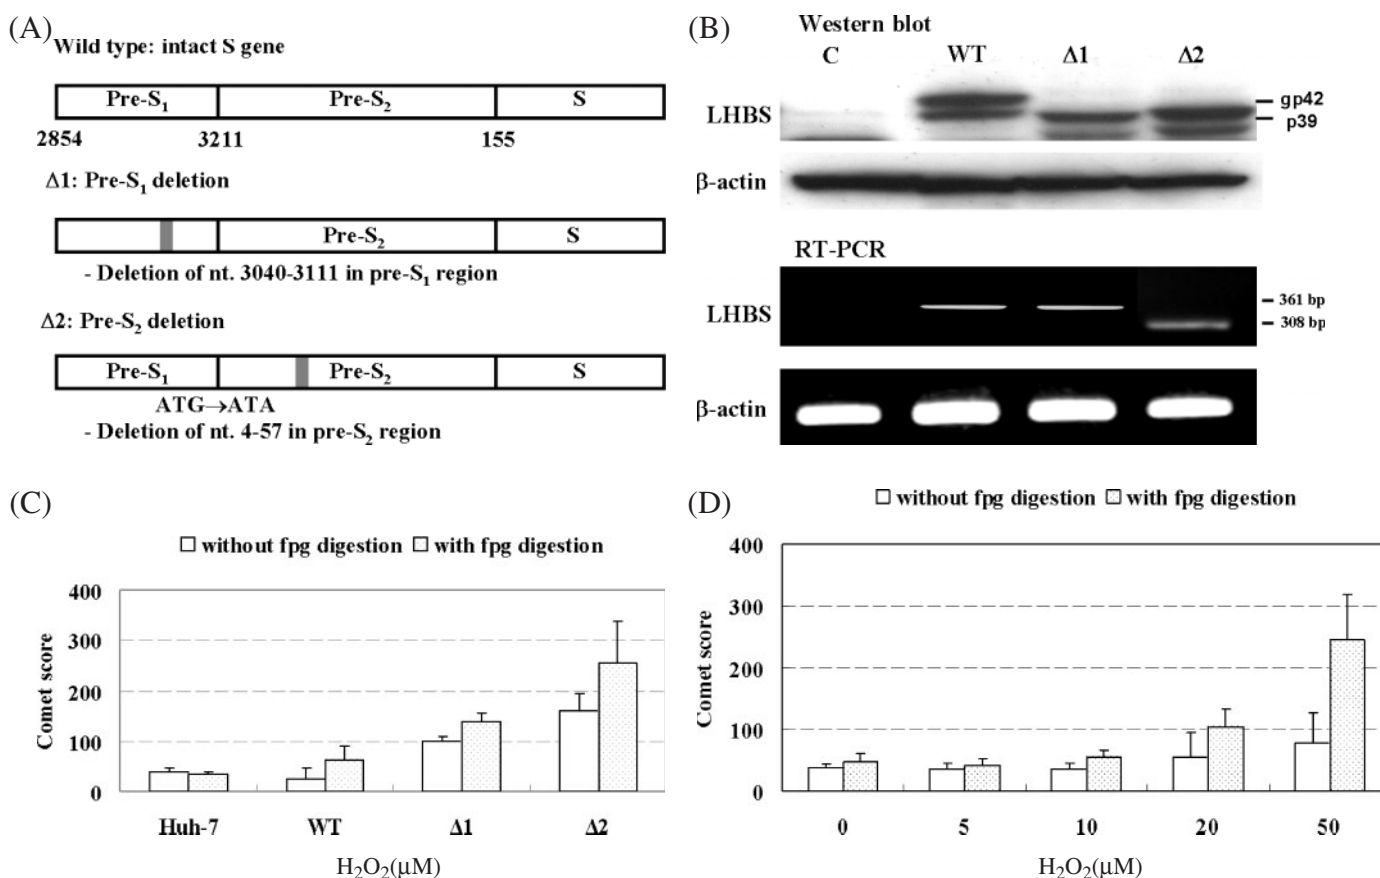 (A)
Wild type: intact S gene
Pre-S₁ Pre-S₂ S
2854 3211 155
Δ1: Pre-S₁ deletion
Pre-S₂ S
- Deletion of nt. 3040-3111 in pre-S₁ region
Δ2: Pre-S₂ deletion
Pre-S₁ Pre-S₂ S
ATG→ATA
- Deletion of nt. 4-57 in pre-S₂ region
(B)
Western blot
C WT Δ1 Δ2
LHBS
gp42
p39
β-actin
RT-PCR
LHBS
361 bp
308 bp
β-actin
(C)
without fpg digestion with fpg digestion
Comet score
400
300
200
100
0
Huh-7 WT Δ1 Δ2
H₂O₂(μM)
(D)
without fpg digestion with fpg digestion
Comet score
400
300
200
100
0
0 5 10 20 50
H₂O₂(μM)